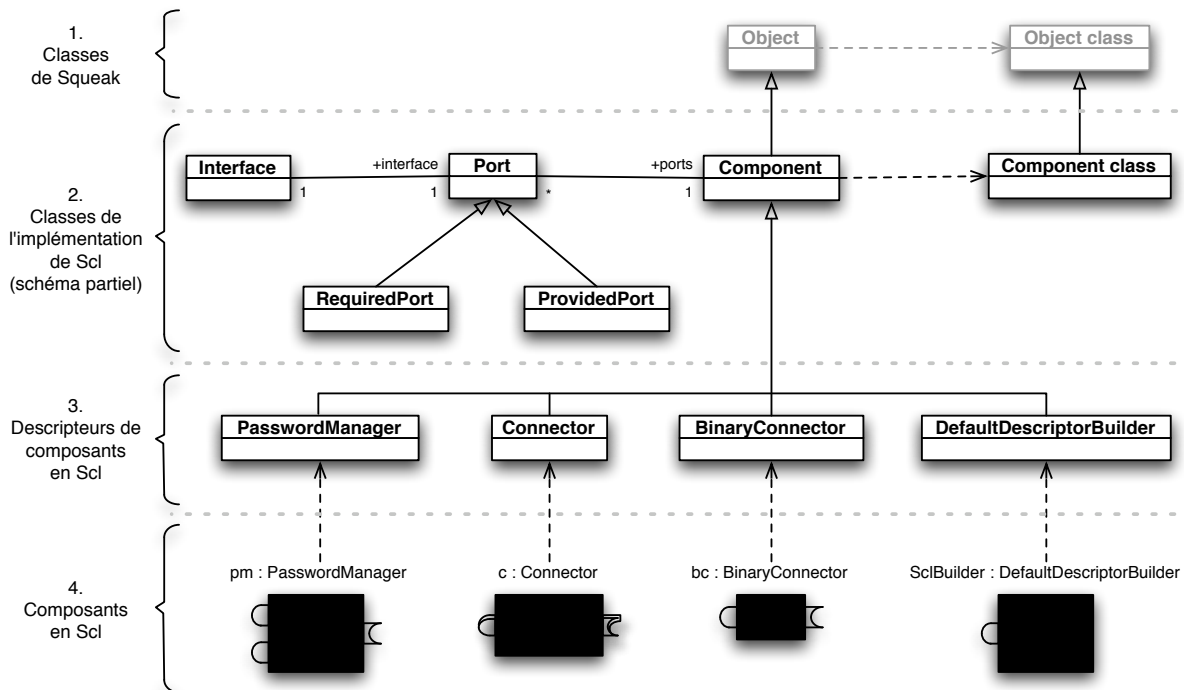 1.
Classes
de Squeak
Object
Object class
2.
Classes de
l'implémentation
de Scl
(schéma partiel)
Interface
+interface
1
1
Port
*
+ports
1
Component
Component class
RequiredPort
ProvidedPort
3.
Descripteurs de
composants
en Scl
PasswordManager
Connector
BinaryConnector
DefaultDescriptorBuilder
4.
Composants
en Scl
pm : PasswordManager
c : Connector
bc : BinaryConnector
SclBuilder : DefaultDescriptorBuilder